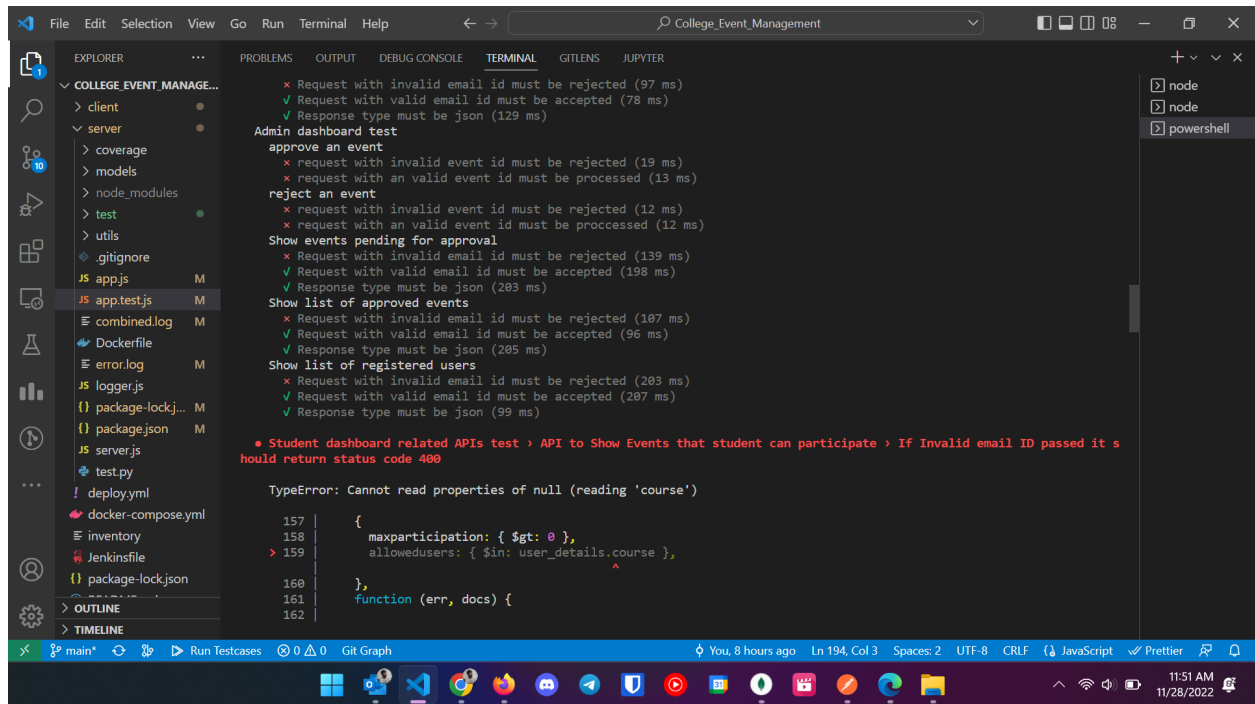 File Edit Selection View Go Run Terminal Help College_Event_Management
EXPLORER ...
COLLEGE_EVENT_MANAGE...
client
server
coverage
models
node_modules
test
utils
.gitignore
JS app.js M
JS app.test.js M
combined.log M
Dockerfile
error.log M
JS logger.js
{} package-lock.j... M
{} package.json M
JS server.js
test.py
! deploy.yml
docker-compose.yml
inventory
Jenkinsfile
{} package-lock.json
OUTLINE
TIMELINE
1
10
PROBLEMS OUTPUT DEBUG CONSOLE TERMINAL GITLENS JUPYTER
× Request with invalid email id must be rejected (97 ms)
√ Request with valid email id must be accepted (78 ms)
√ Response type must be json (129 ms)
Admin dashboard test
approve an event
× request with invalid event id must be rejected (19 ms)
× request with an valid event id must be processed (13 ms)
reject an event
× request with invalid event id must be rejected (12 ms)
× request with an valid event id must be proccessed (12 ms)
Show events pending for approval
× Request with invalid email id must be rejected (139 ms)
√ Request with valid email id must be accepted (198 ms)
√ Response type must be json (203 ms)
Show list of approved events
× Request with invalid email id must be rejected (107 ms)
√ Request with valid email id must be accepted (96 ms)
√ Response type must be json (205 ms)
Show list of registered users
× Request with invalid email id must be rejected (203 ms)
√ Request with valid email id must be accepted (207 ms)
√ Response type must be json (99 ms)
● Student dashboard related APIs test › API to Show Events that student can participate › If Invalid email ID passed it s
hould return status code 400
TypeError: Cannot read properties of null (reading 'course')
157 | {
158 | maxparticipation: { $gt: 0 },
> 159 | allowedusers: { $in: user_details.course },
| ^
160 | },
161 | function (err, docs) {
162 |
node
node
powershell
main* Run Testcases 0 0 Git Graph You, 8 hours ago Ln 194, Col 3 Spaces: 2 UTF-8 CRLF JavaScript Prettier
31
11:51 AM
11/28/2022